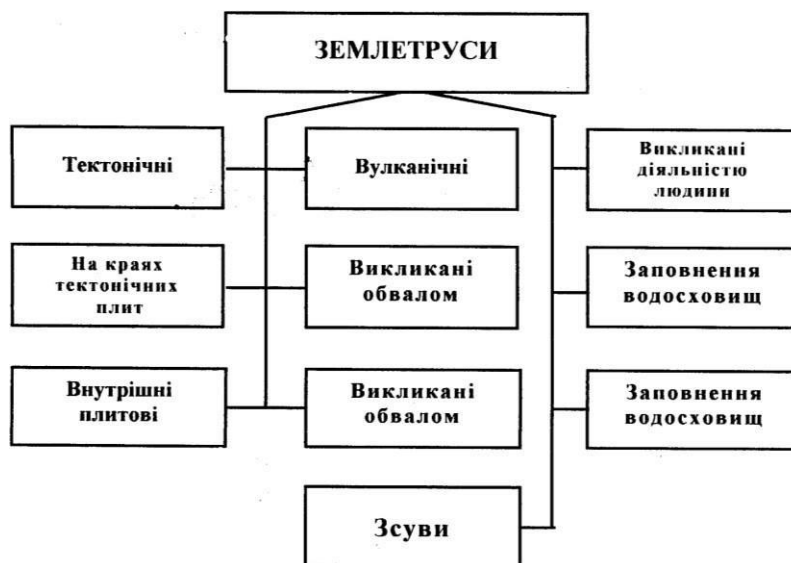 ЗЕМЛЕТРУСИ
Тектонічні
Вулканічні
Викликані
діяльністю
людини
На краях
тектонічних
плит
Викликані
обвалом
Заповнення
водосховищ
Внутрішні
плитові
Викликані
обвалом
Заповнення
водосховищ
Зсуви